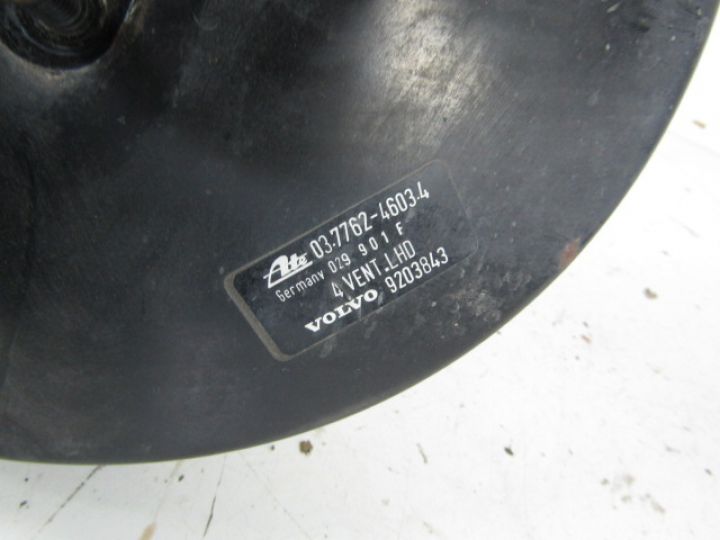 Ate 03.7762-4603.4
Germany 029 901 F
4 VENT.LHD
VOLVO 9203843